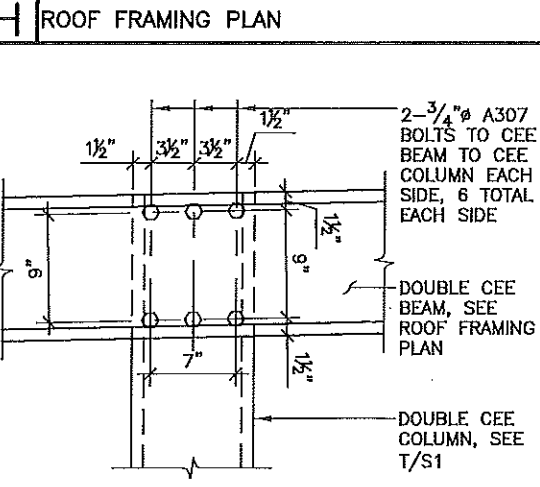 ROOF FRAMING PLAN
1½" 3½" 3½" 1½"
2-3/4"ø A307
BOLTS TO CEE
BEAM TO CEE
COLUMN EACH
SIDE, 6 TOTAL
EACH SIDE
1½"
9"
9"
DOUBLE CEE
BEAM, SEE
ROOF FRAMING
PLAN
7"
1½"
DOUBLE CEE
COLUMN, SEE
T/S1